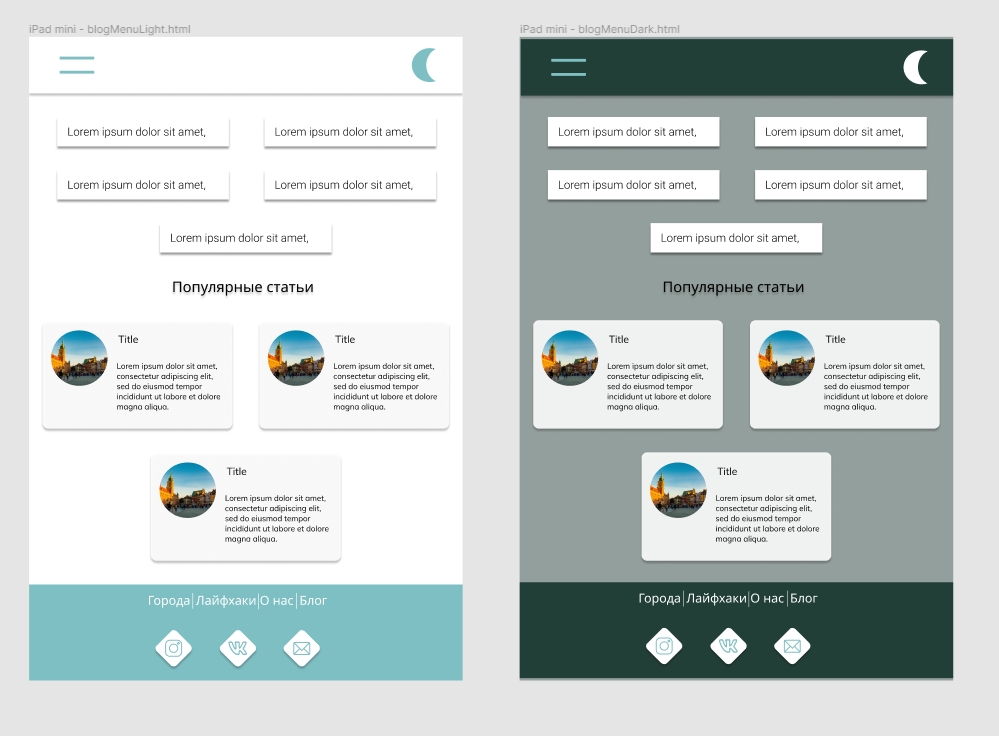 iPad mini - blogMenuLight.html
Lorem ipsum dolor sit amet,
Lorem ipsum dolor sit amet,
Lorem ipsum dolor sit amet,
Lorem ipsum dolor sit amet,
Lorem ipsum dolor sit amet,
Популярные статьи
Title
Lorem ipsum dolor sit amet,
consectetur adipiscing elit,
sed do eiusmod tempor
incididunt ut labore et dolore
magna aliqua.
Title
Lorem ipsum dolor sit amet,
consectetur adipiscing elit,
sed do eiusmod tempor
incididunt ut labore et dolore
magna aliqua.
Title
Lorem ipsum dolor sit amet,
consectetur adipiscing elit,
sed do eiusmod tempor
incididunt ut labore et dolore
magna aliqua.
Города|Лайфхаки|О нас|Блог
iPad mini - blogMenuDark.html
Lorem ipsum dolor sit amet,
Lorem ipsum dolor sit amet,
Lorem ipsum dolor sit amet,
Lorem ipsum dolor sit amet,
Lorem ipsum dolor sit amet,
Популярные статьи
Title
Lorem ipsum dolor sit amet,
consectetur adipiscing elit,
sed do eiusmod tempor
incididunt ut labore et dolore
magna aliqua.
Title
Lorem ipsum dolor sit amet,
consectetur adipiscing elit,
sed do eiusmod tempor
incididunt ut labore et dolore
magna aliqua.
Title
Lorem ipsum dolor sit amet,
consectetur adipiscing elit,
sed do eiusmod tempor
incididunt ut labore et dolore
magna aliqua.
Города|Лайфхаки|О нас|Блог